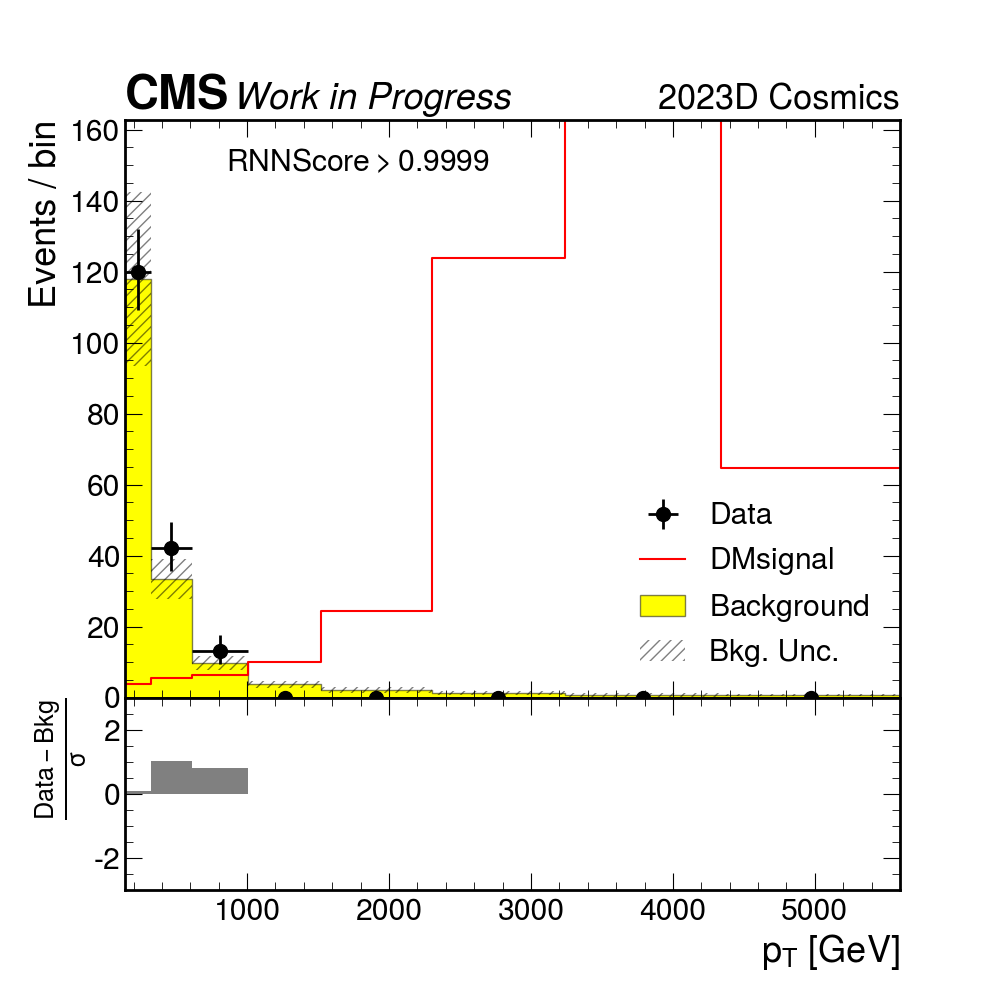 CMS Work in Progress 2023D Cosmics
RNNScore > 0.9999
Events / bin
160
140
120
100
80
60
40
20
0
Data
DMsignal
Background
Bkg. Unc.
Data – Bkg
σ
2
0
-2
1000 2000 3000 4000 5000
pT [GeV]